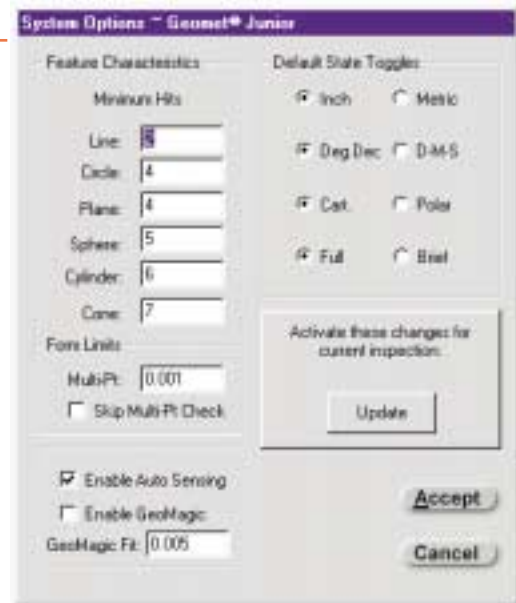 System Options ~ Geomet® Junior
Feature Characteristics
Minimum Hits
Line:
Circle: 4
Plane: 4
Sphere: 5
Cylinder: 6
Cone: 7
Form Limits
Multi-Pt: 0.001
Skip Multi-Pt Check
Enable Auto Sensing
Enable GeoMagic
GeoMagic Fit: 0.005
Default State Toggles
Inch Metric
Deg Dec D-M-S
Cart. Polar
Full Brief
Activate these changes for
current inspection:
Update
Accept
Cancel